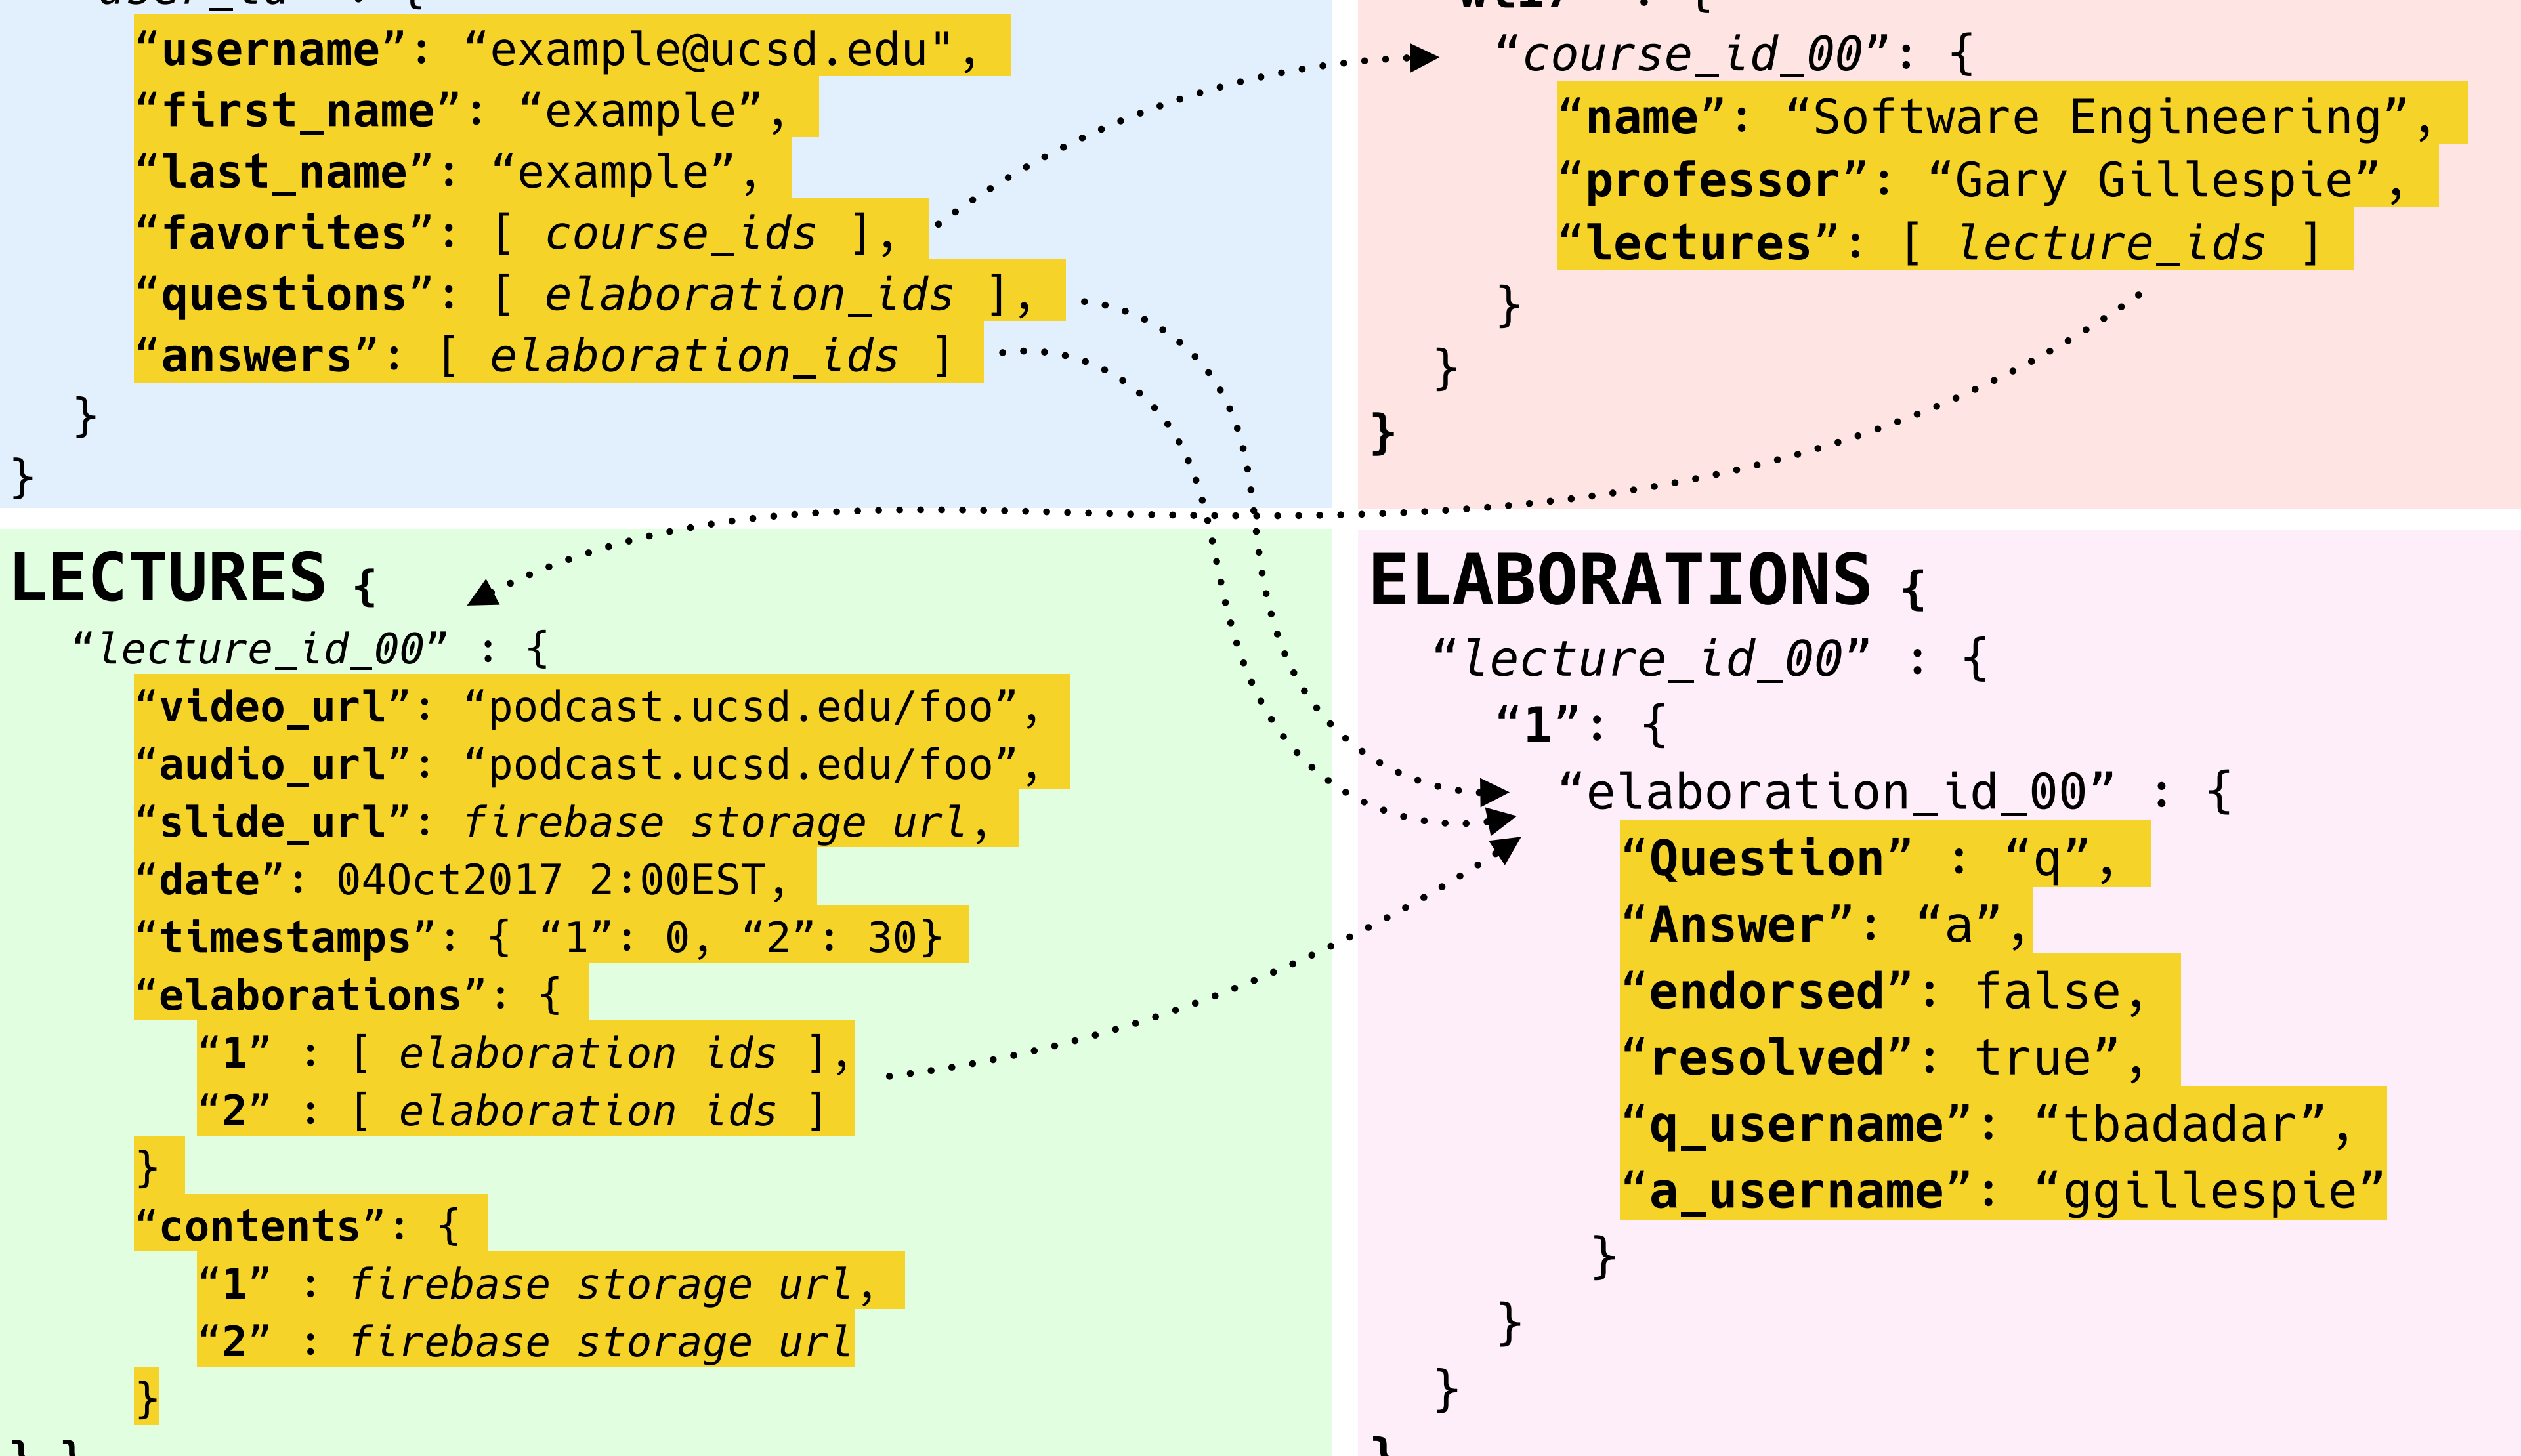 “username”: “example@ucsd.edu",
“first_name”: “example”,
“last_name”: “example”,
“favorites”: [ course_ids ],
“questions”: [ elaboration_ids ],
“answers”: [ elaboration_ids ]
}
}
“course_id_00”: {
“name”: “Software Engineering”,
“professor”: “Gary Gillespie”,
“lectures”: [ lecture_ids ]
}
}
}
LECTURES {
“lecture_id_00” : {
“video_url”: “podcast.ucsd.edu/foo”,
“audio_url”: “podcast.ucsd.edu/foo”,
“slide_url”: firebase storage url,
“date”: 04Oct2017 2:00EST,
“timestamps”: { “1”: 0, “2”: 30}
“elaborations”: {
“1” : [ elaboration ids ],
“2” : [ elaboration ids ]
}
“contents”: {
“1” : firebase storage url,
“2” : firebase storage url
}
} }
ELABORATIONS {
“lecture_id_00” : {
“1”: {
“elaboration_id_00” : {
“Question” : “q”,
“Answer”: “a”,
“endorsed”: false,
“resolved”: true”,
“q_username”: “tbadadar”,
“a_username”: “ggillespie”
}
}
}
}